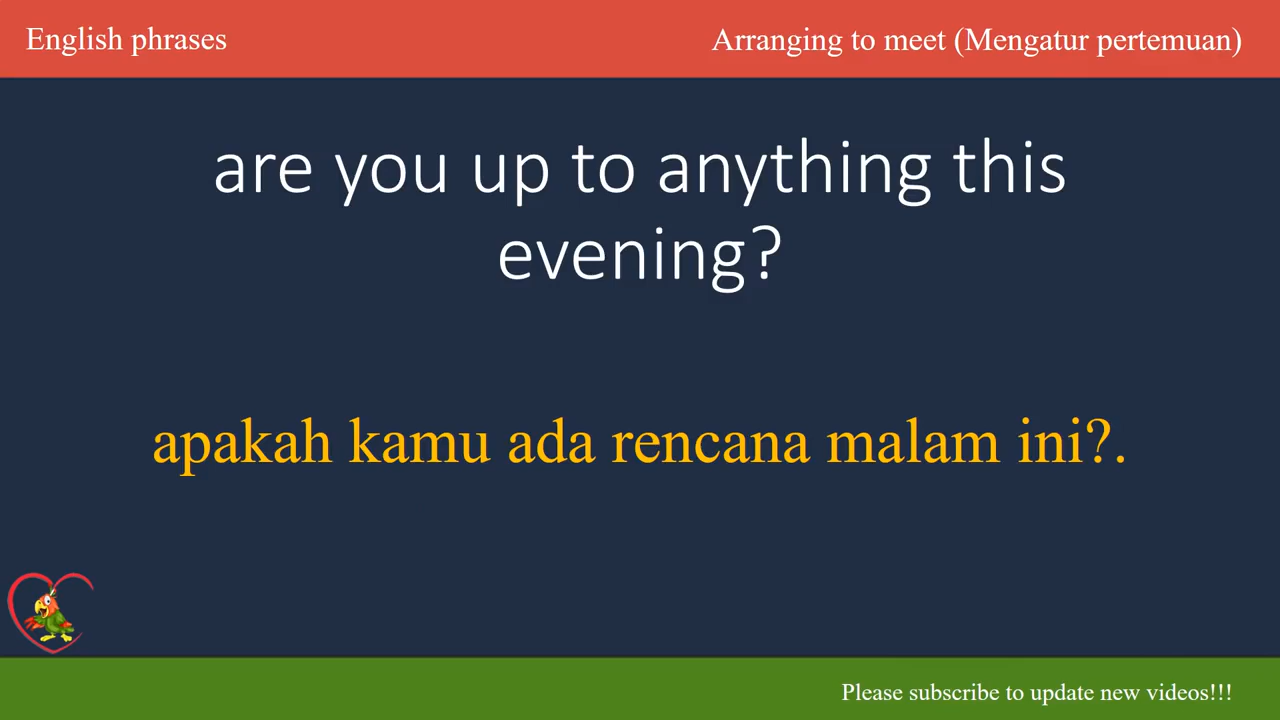 English phrases
Arranging to meet (Mengatur pertemuan)
are you up to anything this
evening?
apakah kamu ada rencana malam ini?.
Please subscribe to update new videos!!!